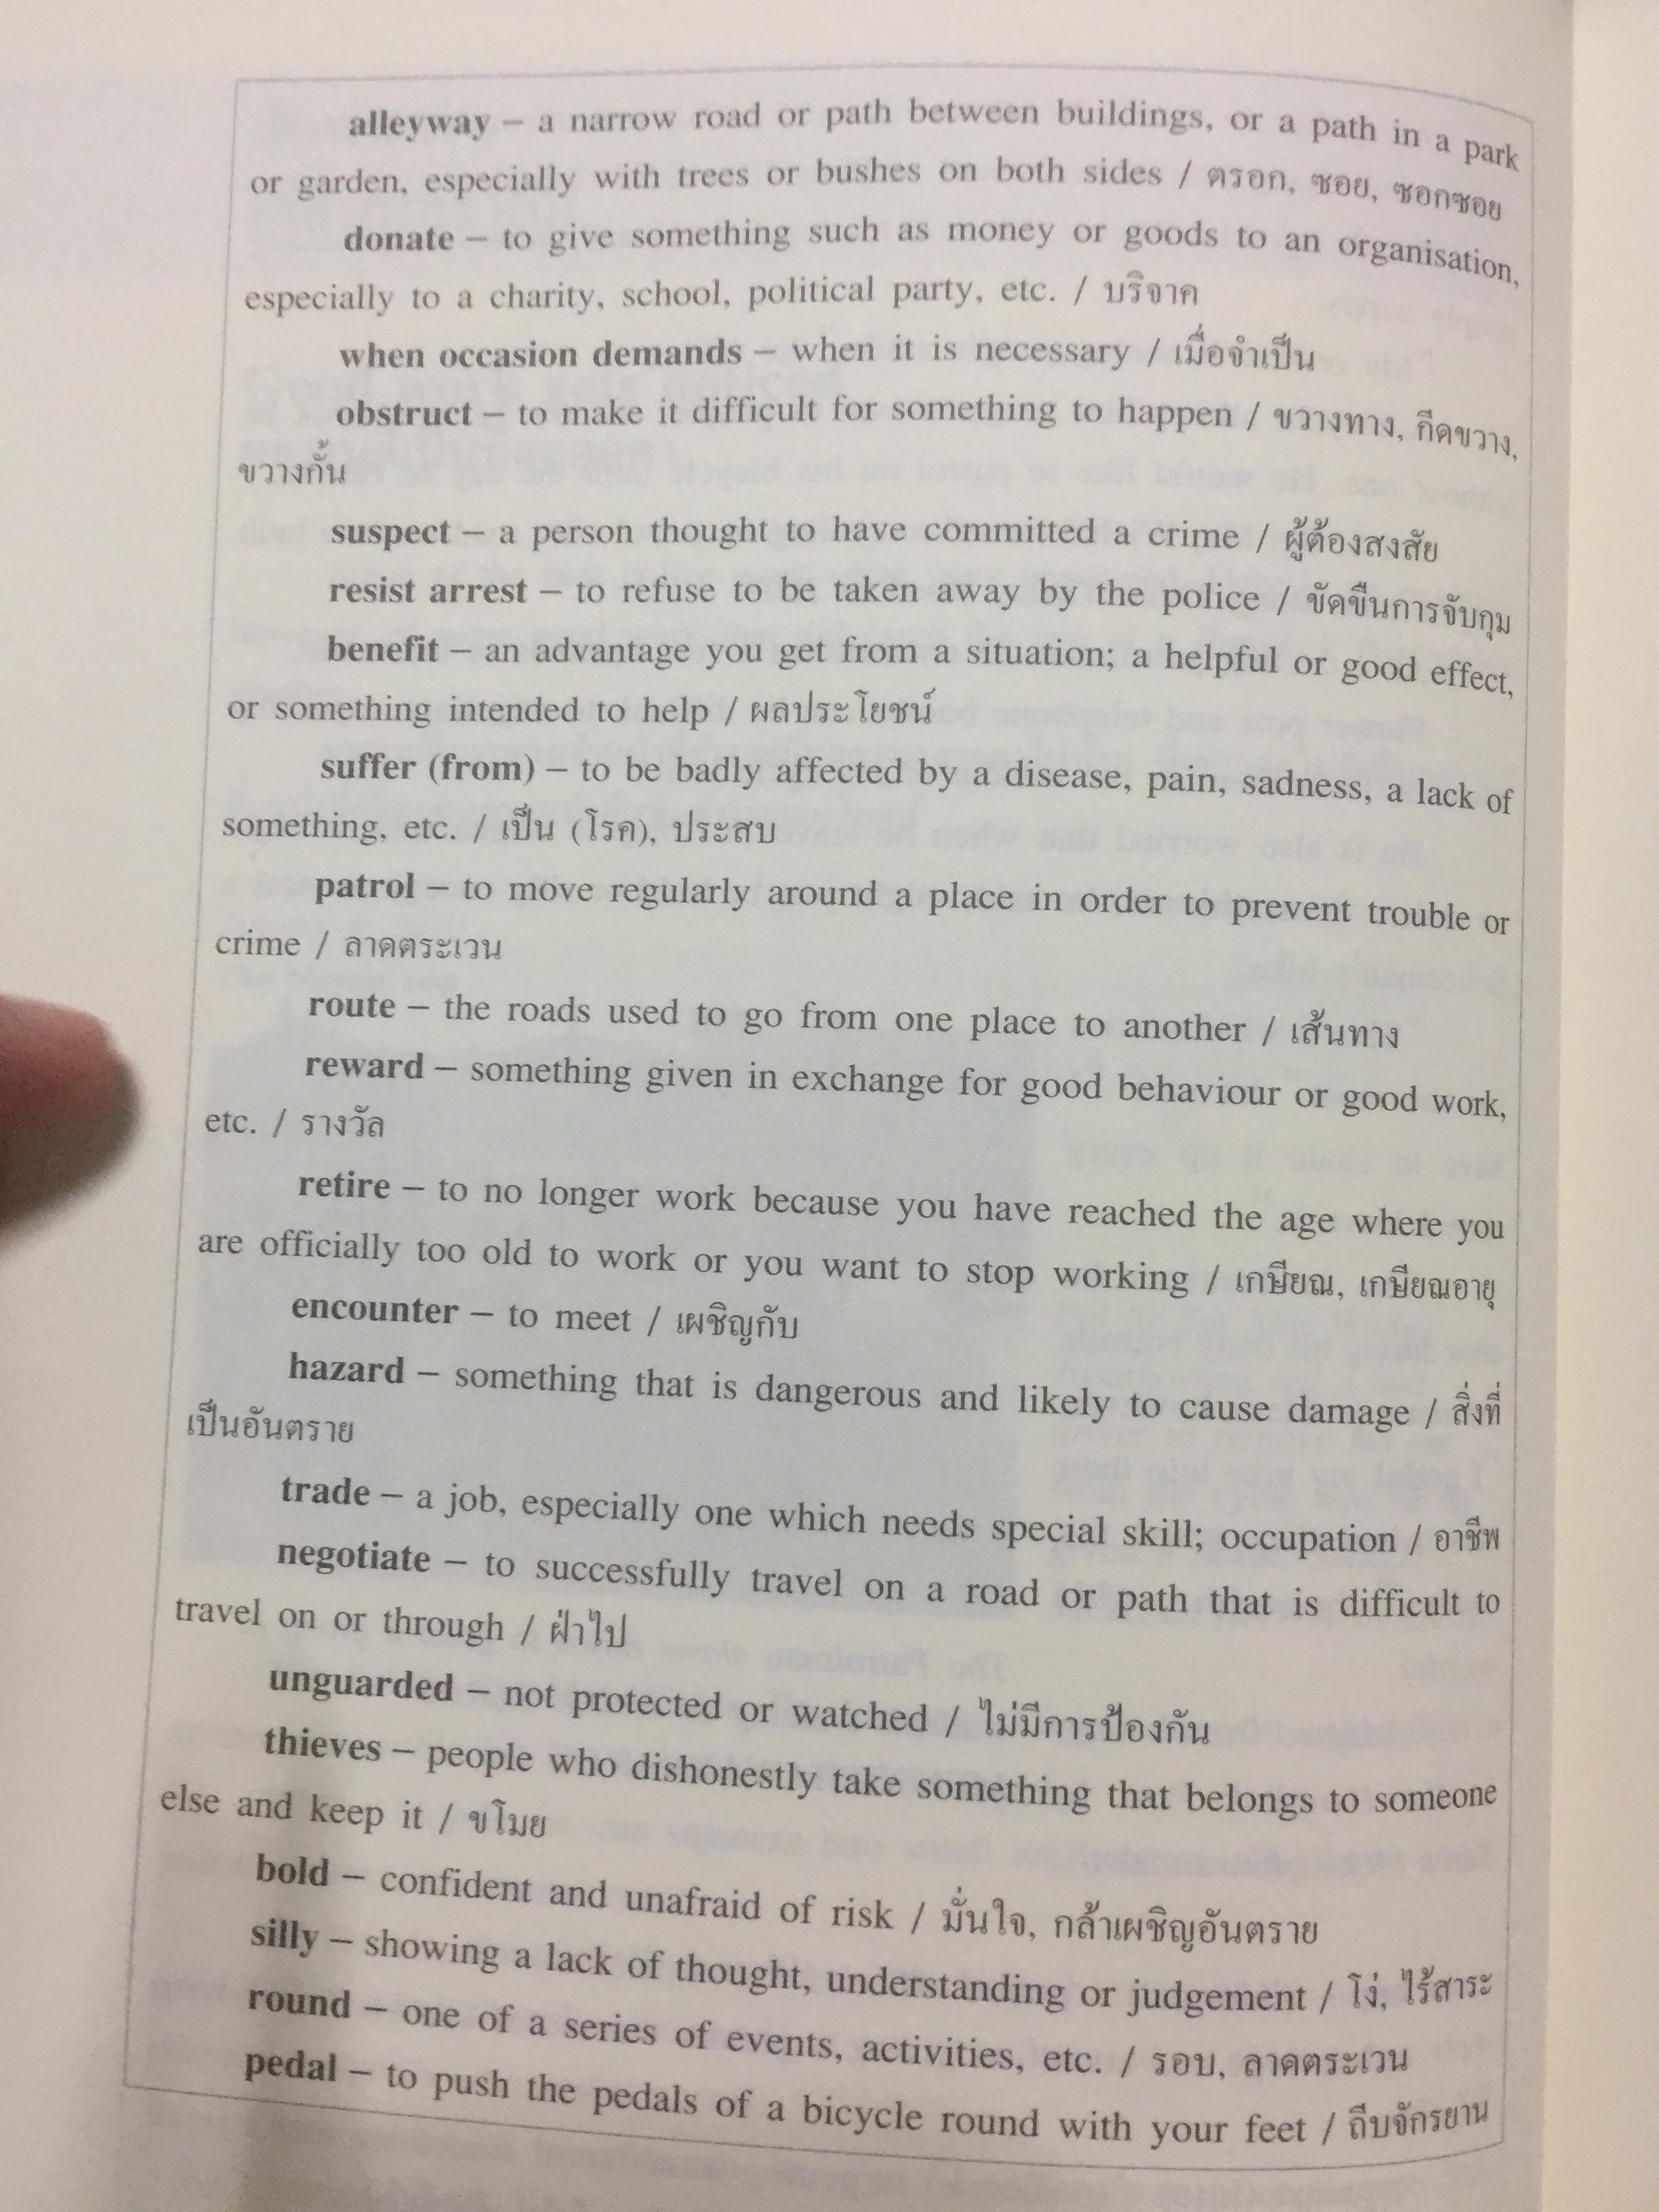 alleyway – a narrow road or path between buildings, or a path in a park
or garden, especially with trees or bushes on both sides / ตรอก, ซอย, ซอกซอย
donate – to give something such as money or goods to an organisation,
especially to a charity, school, political party, etc. / บริจาค
when occasion demands – when it is necessary / เมื่อจำเป็น
obstruct – to make it difficult for something to happen / ขวางทาง, กีดขวาง,
ขวางกั้น
suspect – a person thought to have committed a crime / ผู้ต้องสงสัย
resist arrest – to refuse to be taken away by the police / ขัดขืนการจับกุม
benefit – an advantage you get from a situation; a helpful or good effect,
or something intended to help / ผลประโยชน์
suffer (from) – to be badly affected by a disease, pain, sadness, a lack of
something, etc. / เป็น (โรค), ประสบ
patrol – to move regularly around a place in order to prevent trouble or
crime / ลาดตระเวน
route – the roads used to go from one place to another / เส้นทาง
reward – something given in exchange for good behaviour or good work,
etc. / รางวัล
retire – to no longer work because you have reached the age where you
are officially too old to work or you want to stop working / เกษียณ, เกษียณอายุ
encounter – to meet / เผชิญกับ
hazard – something that is dangerous and likely to cause damage / สิ่งที่
เป็นอันตราย
trade – a job, especially one which needs special skill; occupation / อาชีพ
negotiate – to successfully travel on a road or path that is difficult to
travel on or through / ฝ่าไป
unguarded – not protected or watched / ไม่มีการป้องกัน
thieves – people who dishonestly take something that belongs to someone
else and keep it / ขโมย
bold – confident and unafraid of risk / มั่นใจ, กล้าเผชิญอันตราย
silly – showing a lack of thought, understanding or judgement / โง่, ไร้สาระ
round – one of a series of events, activities, etc. / รอบ, ลาดตระเวน
pedal – to push the pedals of a bicycle round with your feet / ถีบจักรยาน